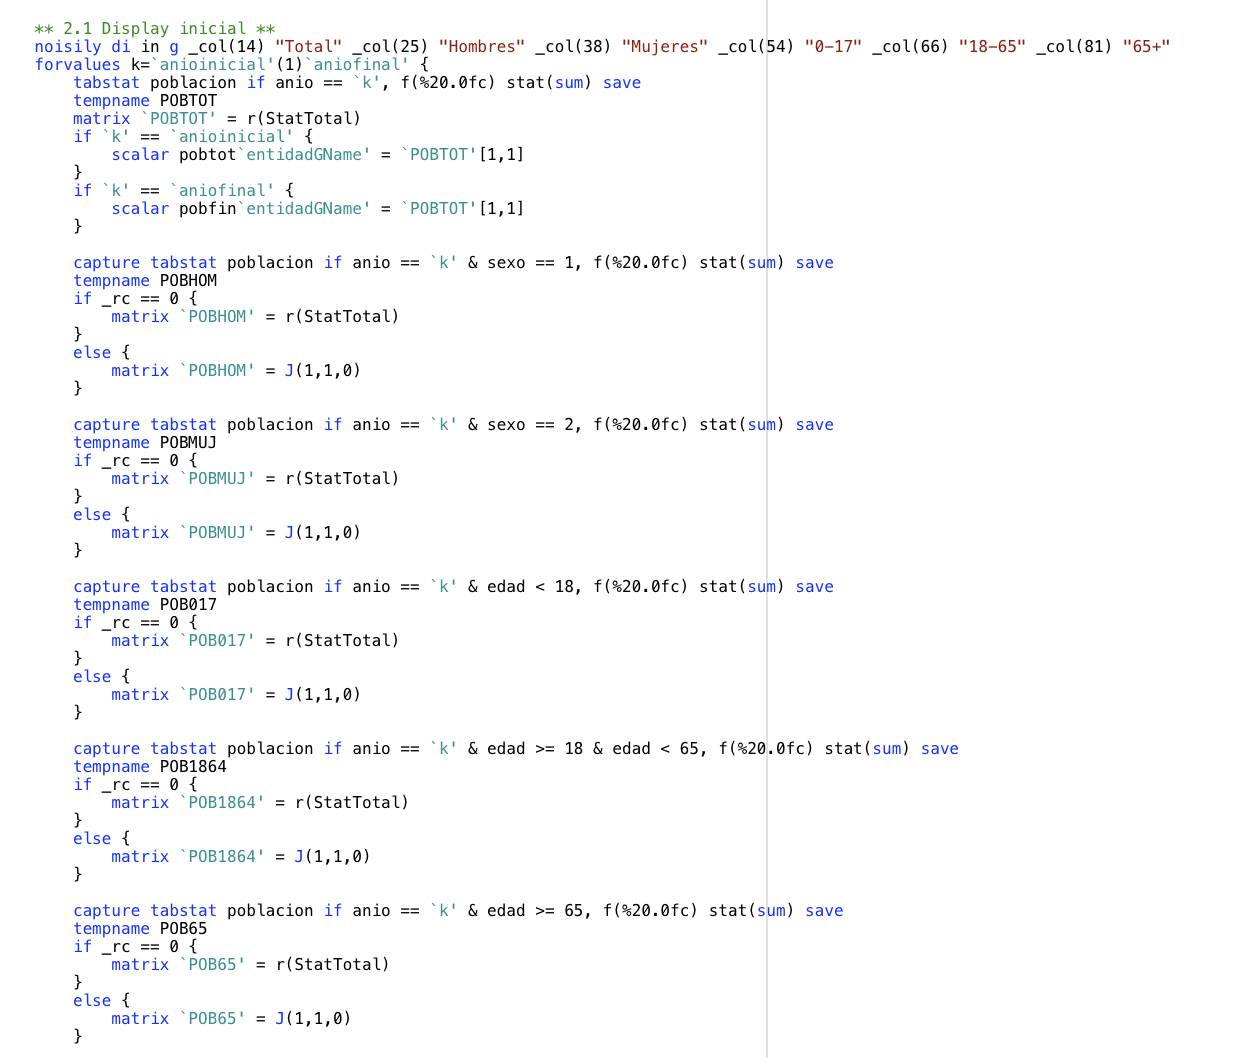 ** 2.1 Display inicial **
noisily di in g _col(14) "Total" _col(25) "Hombres" _col(38) "Mujeres" _col(54) "0-17" _col(66) "18-65" _col(81) "65+"
forvalues k=`anioinicial'(1)`aniofinal' {
    tabstat poblacion if anio == `k', f(%20.0fc) stat(sum) save
    tempname POBTOT
    matrix `POBTOT' = r(StatTotal)
    if `k' == `anioinicial' {
        scalar pobtot`entidadGName' = `POBTOT'[1,1]
    }
    if `k' == `aniofinal' {
        scalar pobfin`entidadGName' = `POBTOT'[1,1]
    }

    capture tabstat poblacion if anio == `k' & sexo == 1, f(%20.0fc) stat(sum) save
    tempname POBHOM
    if _rc == 0 {
        matrix `POBHOM' = r(StatTotal)
    }
    else {
        matrix `POBHOM' = J(1,1,0)
    }

    capture tabstat poblacion if anio == `k' & sexo == 2, f(%20.0fc) stat(sum) save
    tempname POBMUJ
    if _rc == 0 {
        matrix `POBMUJ' = r(StatTotal)
    }
    else {
        matrix `POBMUJ' = J(1,1,0)
    }

    capture tabstat poblacion if anio == `k' & edad < 18, f(%20.0fc) stat(sum) save
    tempname POB017
    if _rc == 0 {
        matrix `POB017' = r(StatTotal)
    }
    else {
        matrix `POB017' = J(1,1,0)
    }

    capture tabstat poblacion if anio == `k' & edad >= 18 & edad < 65, f(%20.0fc) stat(sum) save
    tempname POB1864
    if _rc == 0 {
        matrix `POB1864' = r(StatTotal)
    }
    else {
        matrix `POB1864' = J(1,1,0)
    }

    capture tabstat poblacion if anio == `k' & edad >= 65, f(%20.0fc) stat(sum) save
    tempname POB65
    if _rc == 0 {
        matrix `POB65' = r(StatTotal)
    }
    else {
        matrix `POB65' = J(1,1,0)
    }